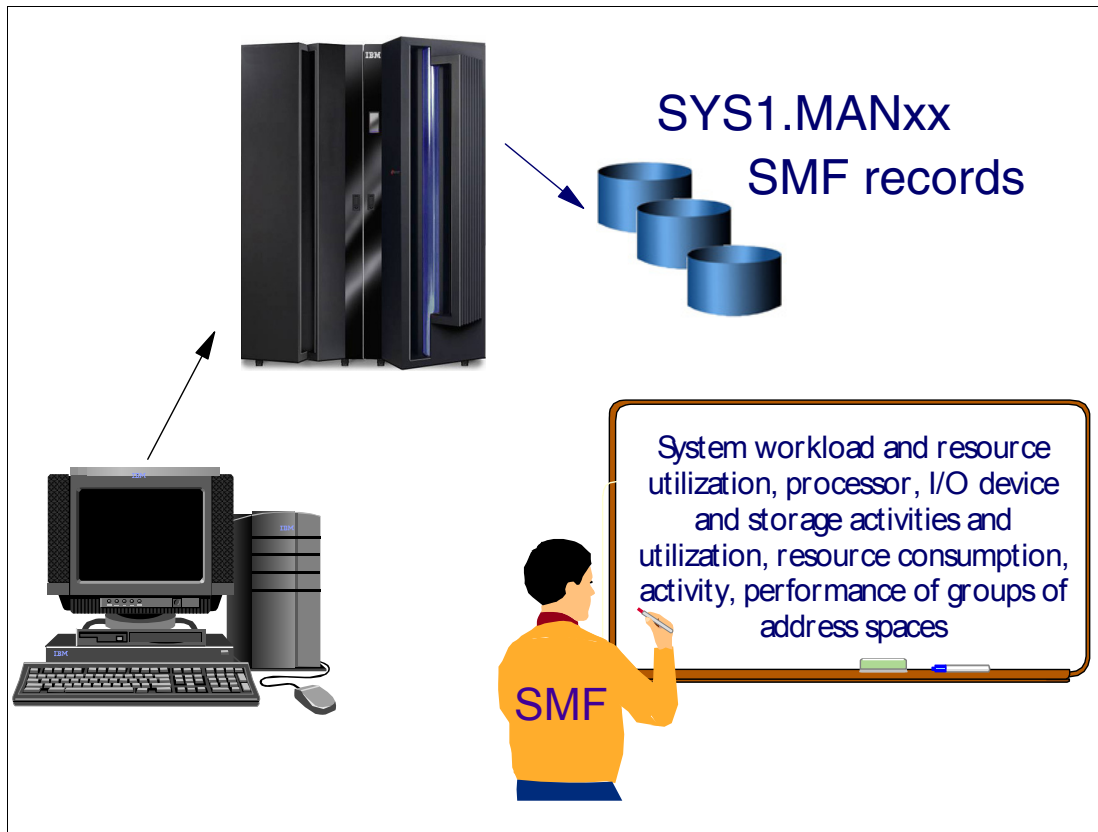 IBM
SYS1.MANxx
SMF records
System workload and resource
utilization, processor, I/O device
and storage activities and
utilization, resource consumption,
activity, performance of groups of
address spaces
IBM
IBM
IBM
SMF